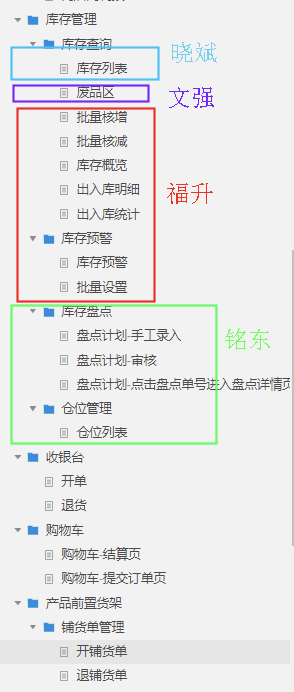 库存管理
库存查询
晓斌
库存列表
废品区
文强
批量核增
批量核减
库存概览
出入库明细
福升
出入库统计
库存预警
库存预警
批量设置
库存盘点
盘点计划-手工录入
铭东
盘点计划-审核
盘点计划-点击盘点单号进入盘点详情页
仓位管理
仓位列表
收银台
开单
退货
购物车
购物车-结算页
购物车-提交订单页
产品前置货架
铺货单管理
开铺货单
退铺货单